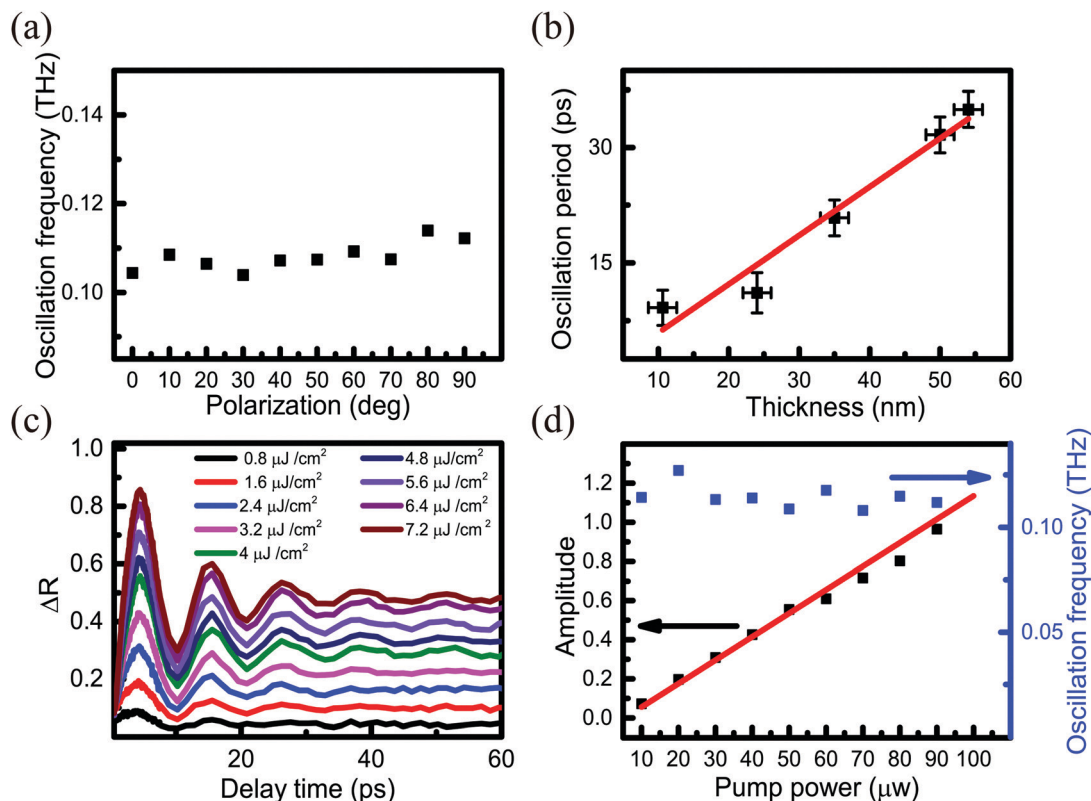 (a)
Oscillation frequency (THz)
0.14
0.12
0.10
0 10 20 30 40 50 60 70 80 90
Polarization (deg)
(b)
Oscillation period (ps)
30
15
10 20 30 40 50 60
Thickness (nm)
(c)
ΔR
1.0
0.8
0.6
0.4
0.2
0.8 μJ /cm²
1.6 μJ/cm²
2.4 μJ/cm²
3.2 μJ/cm²
4 μJ /cm²
4.8 μJ/cm²
5.6 μJ/cm²
6.4 μJ/cm²
7.2 μJ/cm²
20 40 60
Delay time (ps)
(d)
Amplitude
1.2
1.0
0.8
0.6
0.4
0.2
0.0
10 20 30 40 50 60 70 80 90 100
Pump power (μw)
0.10
0.05
Oscillation frequency (THz)